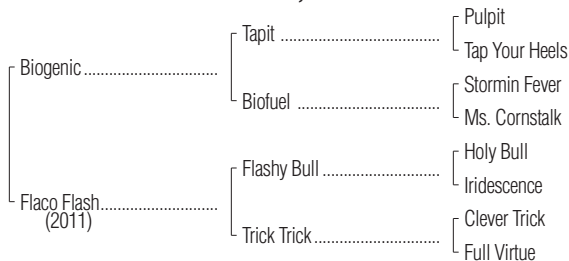 Pulpit
Tapit ......................................
Tap Your Heels
Biogenic ................................
Stormin Fever
Biofuel ..................................
Ms. Cornstalk
Holy Bull
Flashy Bull ............................
Iridescence
Flaco Flash............................
(2011)
Clever Trick
Trick Trick..............................
Full Virtue